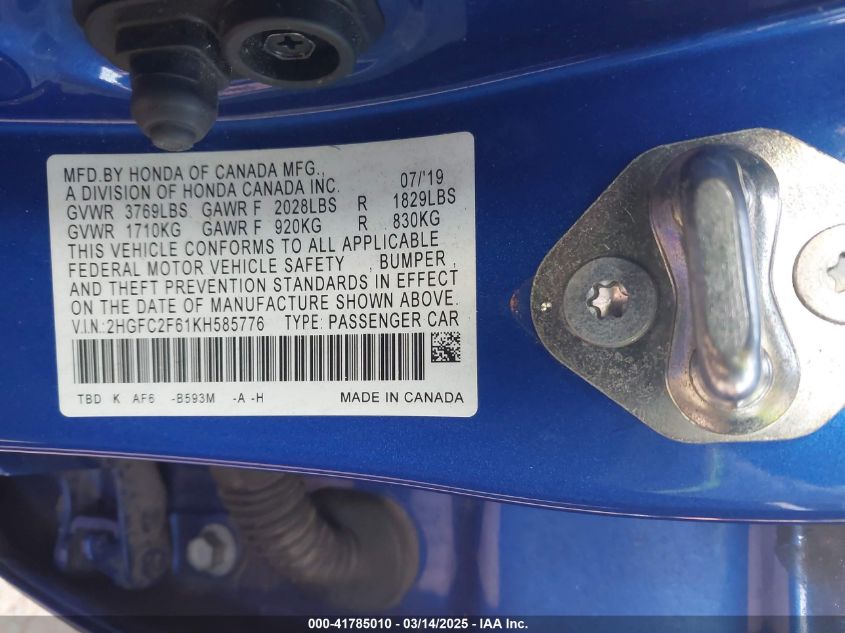 MFD.BY HONDA OF CANADA MFG.,
A DIVISION OF HONDA CANADA INC. 07/'19
GVWR 3769LBS GAWR F 2028LBS R 1829LBS
GVWR 1710KG GAWR F 920KG R 830KG
THIS VEHICLE CONFORMS TO ALL APPLICABLE
FEDERAL MOTOR VEHICLE SAFETY , BUMPER ,
AND THEFT PREVENTION STANDARDS IN EFFECT
ON THE DATE OF MANUFACTURE SHOWN ABOVE.
V.I.N.:2HGFC2F61KH585776 TYPE: PASSENGER CAR
TBD K AF6 -B593M -A -H MADE IN CANADA
000-41785010 - 03/14/2025 - IAA Holdings, LLC.